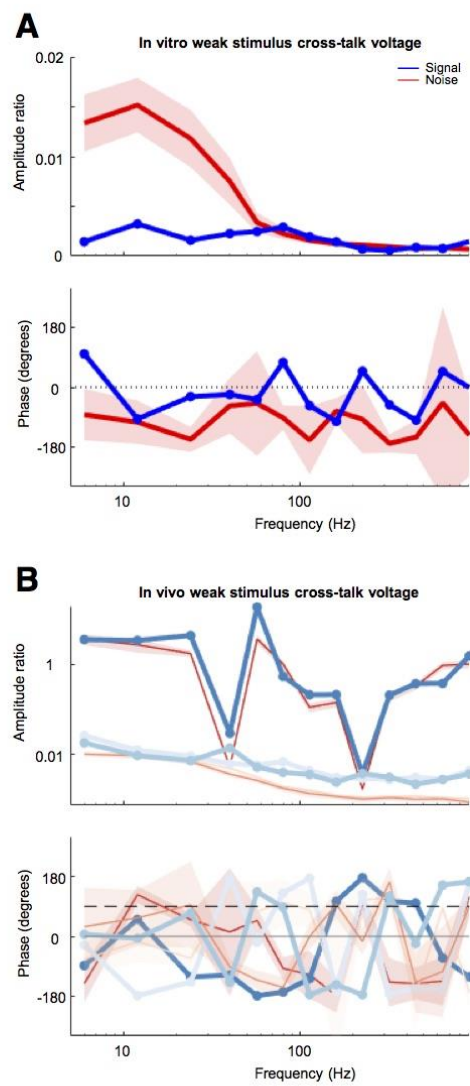 A
In vitro weak stimulus cross-talk voltage
Signal
Noise
Amplitude ratio
0.02
0.01
0
Phase (degrees)
180
0
-180
10
100
Frequency (Hz)
B
In vivo weak stimulus cross-talk voltage
Amplitude ratio
1
0.01
Phase (degrees)
180
0
-180
10
100
Frequency (Hz)